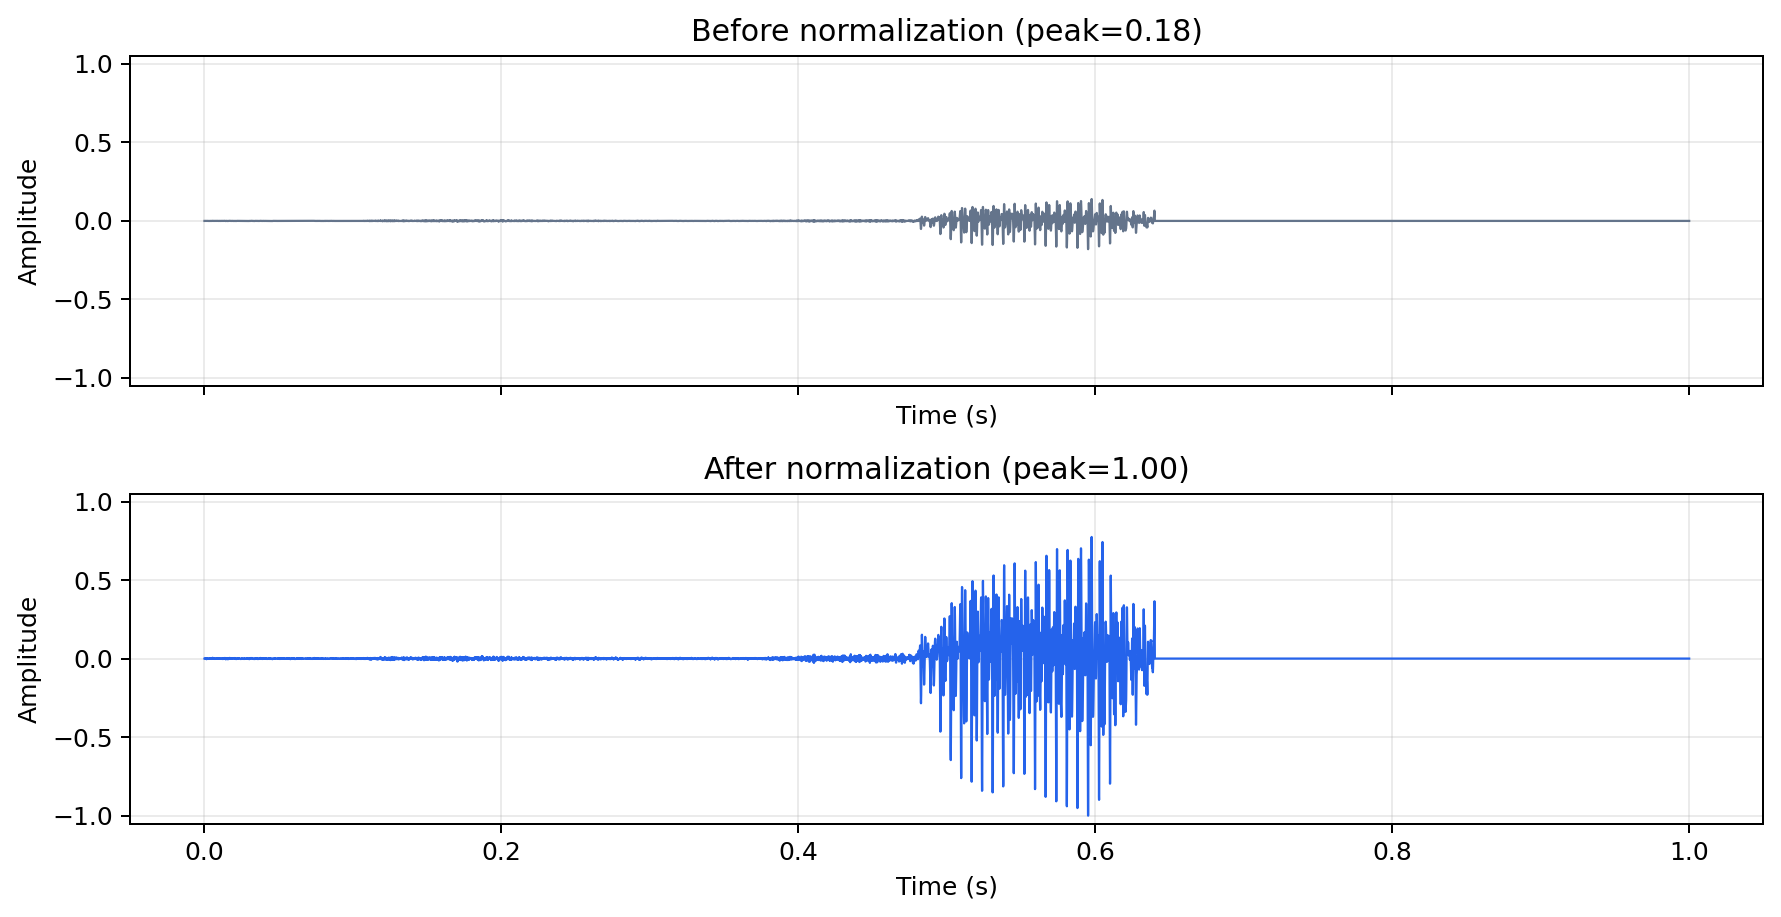 Before normalization (peak=0.18)
1.0
0.5
0.0
−0.5
−1.0
Amplitude
Time (s)
After normalization (peak=1.00)
1.0
0.5
0.0
−0.5
−1.0
Amplitude
0.0 0.2 0.4 0.6 0.8 1.0
Time (s)